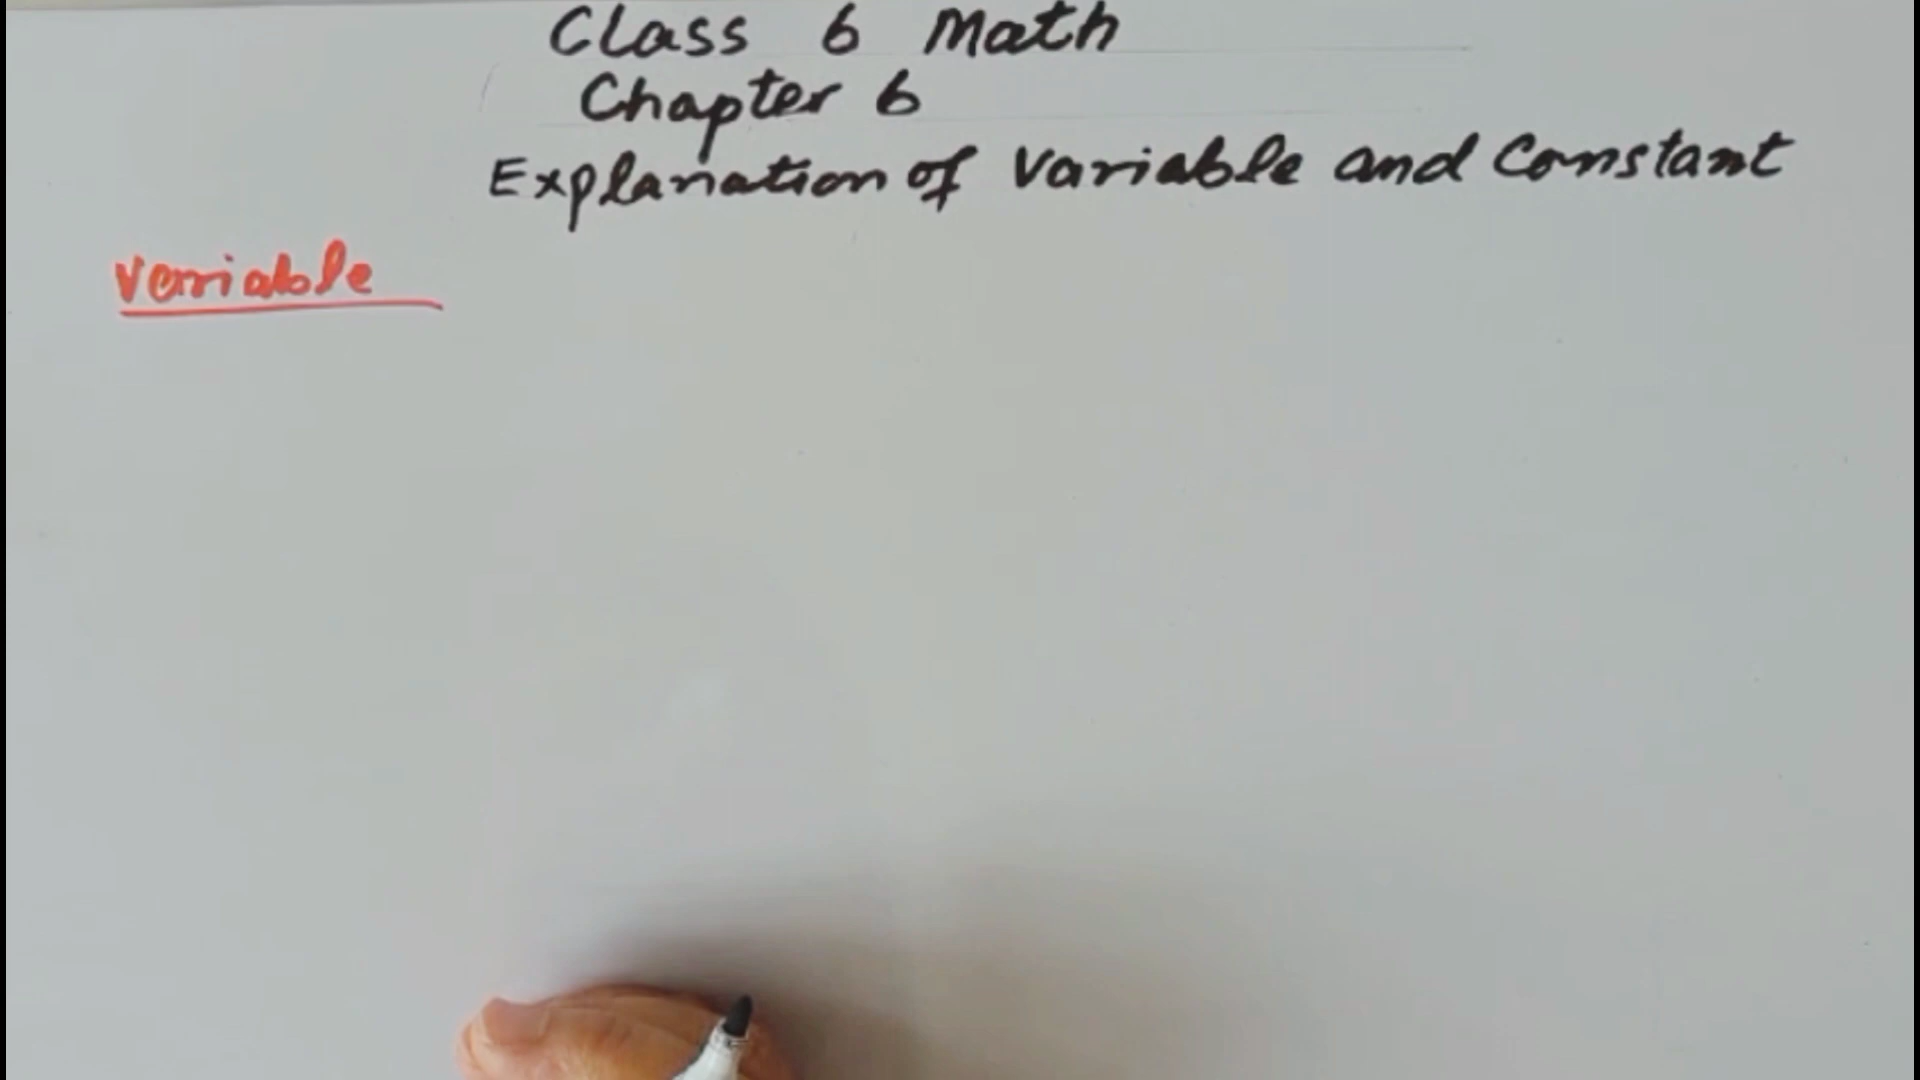 Class 6 Math
Chapter 6
Explanation of Variable and Constant
Variable